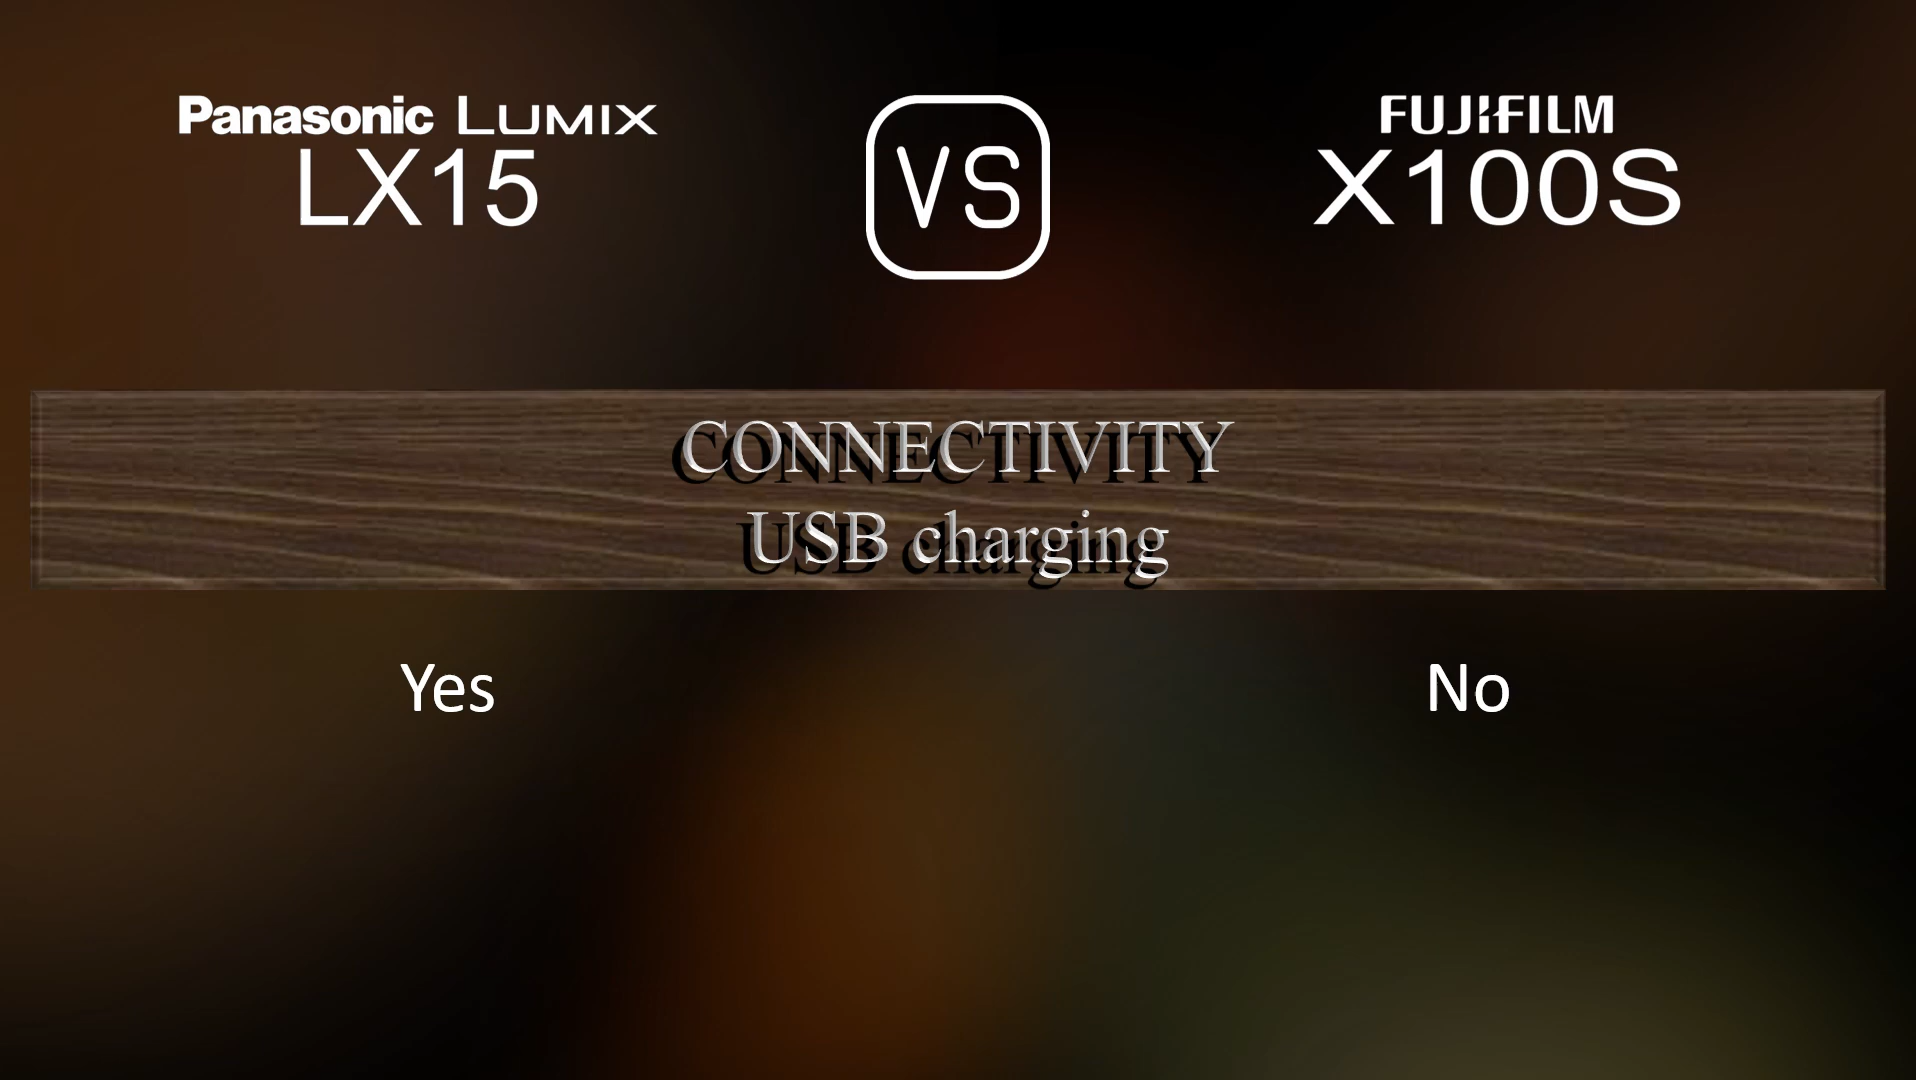 Panasonic LUMIX
LX15
VS
FUJIFILM
X100S
CONNECTIVITY
USB charging
Yes
No